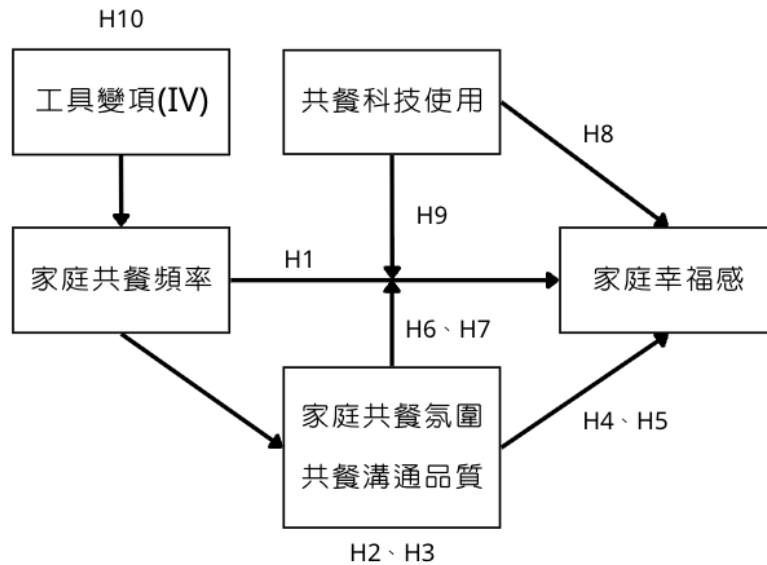 H10
工具變項(IV)
共餐科技使用
H8
H9
家庭共餐頻率
H1
家庭幸福感
H6、H7
家庭共餐氛圍
共餐溝通品質
H4、H5
H2、H3